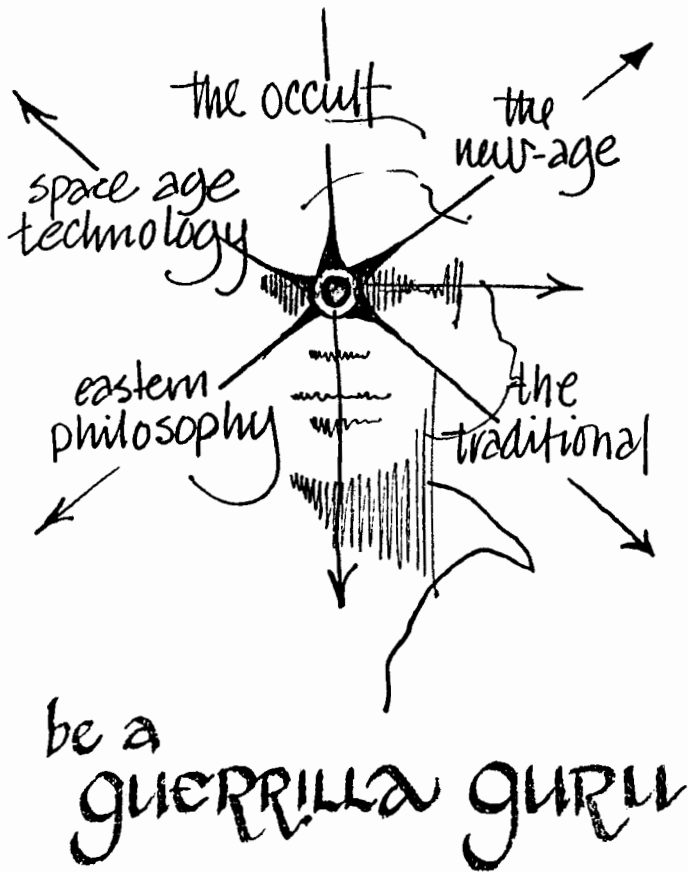 the occult
the
new-age
space age
technology
eastern
philosophy
the
traditional
be a
GUERRILLA GURU